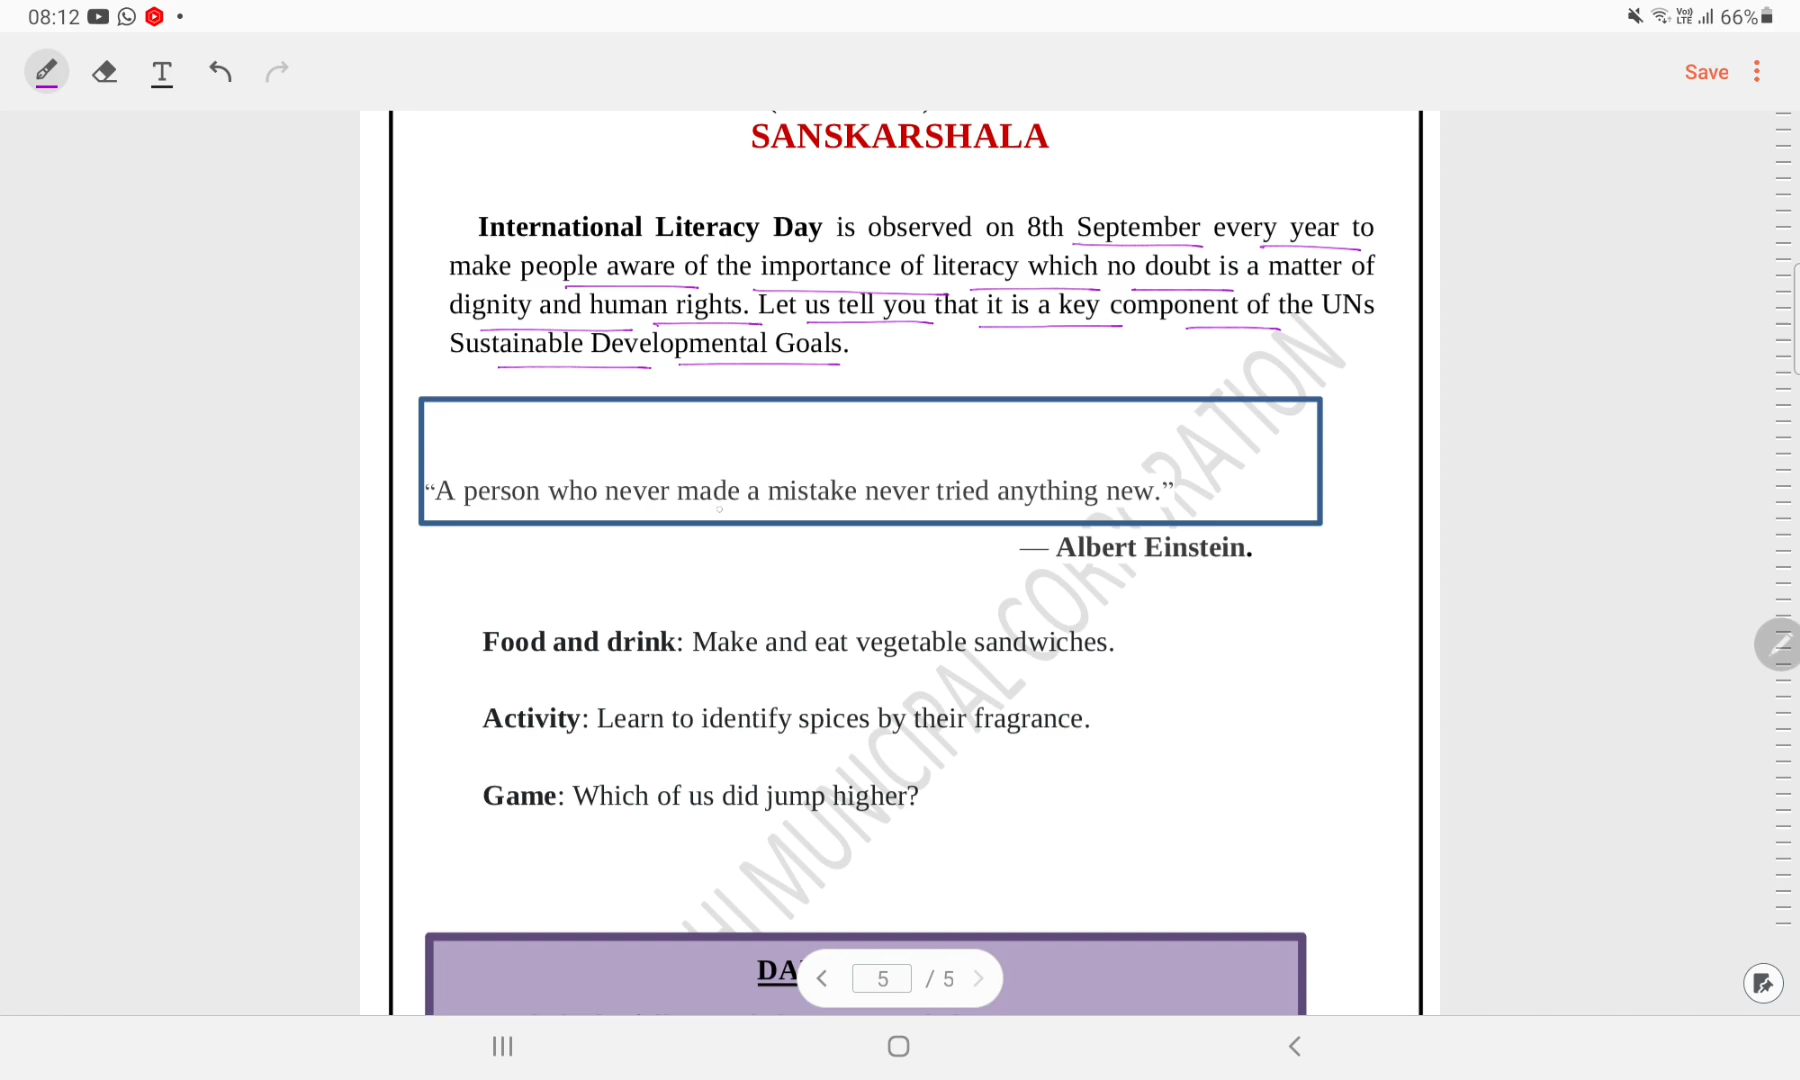 08:12
Vo))
LTE
66%
T
Save
SANSKARSHALA
International Literacy Day is observed on 8th September every year to
make people aware of the importance of literacy which no doubt is a matter of
dignity and human rights. Let us tell you that it is a key component of the UNs
Sustainable Developmental Goals.
“A person who never made a mistake never tried anything new.”
— Albert Einstein.
Food and drink: Make and eat vegetable sandwiches.
Activity: Learn to identify spices by their fragrance.
Game: Which of us did jump higher?
HI MUNICIPAL CORPORATION
5 / 5